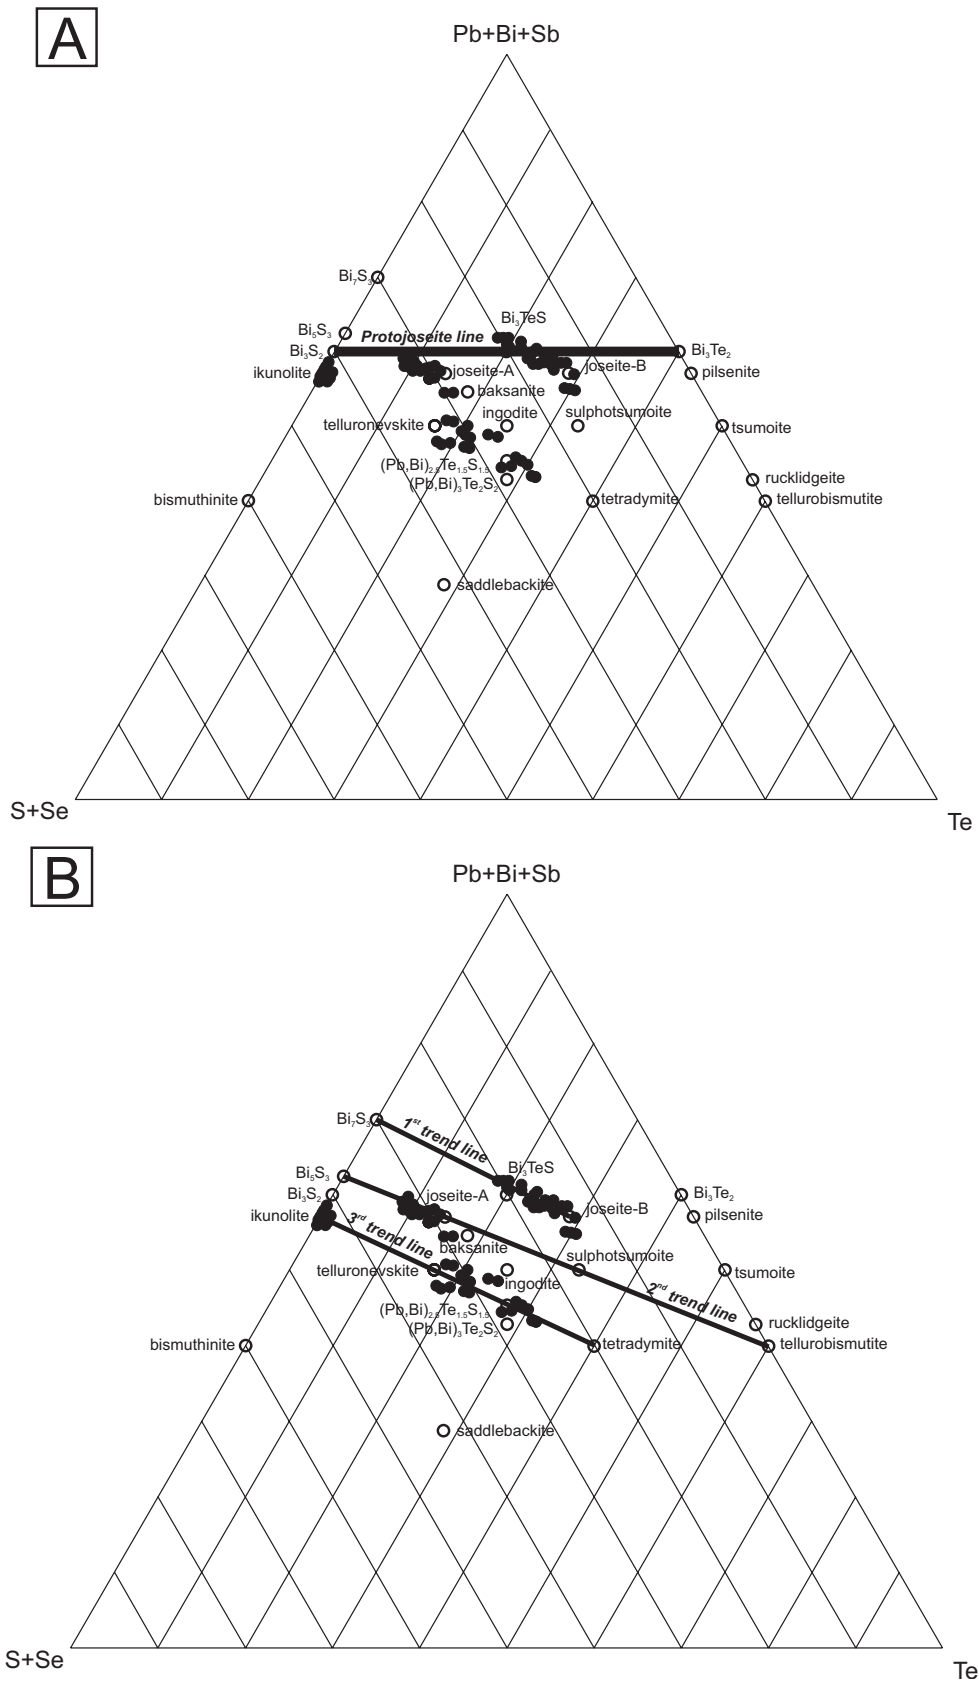 A
Pb+Bi+Sb
Bi₇S₃
Bi₅S₃
Protojoseite line
Bi₃TeS
Bi₃S₂
Bi₃Te₂
ikunolite
joseite-A
joseite-B
pilsenite
baksanite
telluronevskite
ingodite
sulphotsumoite
tsumoite
(Pb,Bi)₂.₅Te₁.₅S₁.₅
(Pb,Bi)₃Te₂S₂
rucklidgeite
bismuthinite
tetradymite
tellurobismutite
saddlebackite
S+Se
Te
B
Pb+Bi+Sb
Bi₇S₃
1st trend line
Bi₅S₃
Bi₃TeS
Bi₃S₂
joseite-A
Bi₃Te₂
ikunolite
3rd trend line
joseite-B
pilsenite
baksanite
sulphotsumoite
telluronevskite
ingodite
tsumoite
2nd trend line
(Pb,Bi)₂.₅Te₁.₅S₁.₅
(Pb,Bi)₃Te₂S₂
rucklidgeite
bismuthinite
tetradymite
tellurobismutite
saddlebackite
S+Se
Te